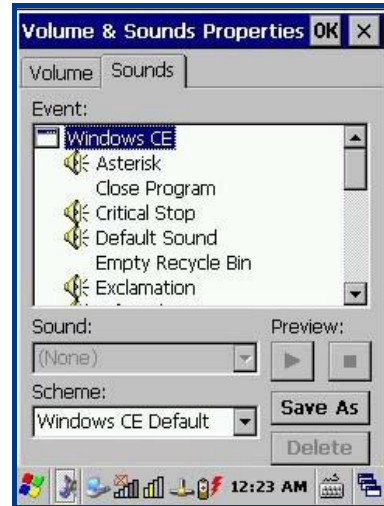 Volume & Sounds Properties OK ×
Volume Sounds
Event:
Windows CE
Asterisk
Close Program
Critical Stop
Default Sound
Empty Recycle Bin
Exclamation
Sound: Preview:
(None)
Scheme:
Windows CE Default Save As
Delete
12:23 AM